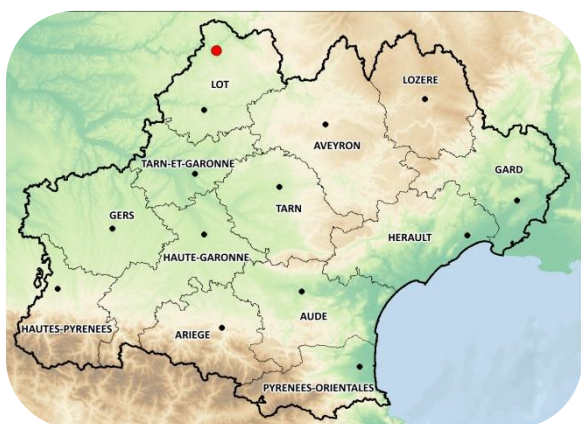 LOZERE
LOT
AVEYRON
TARN-ET-GARONNE
GARD
GERS
TARN
HERAULT
HAUTE-GARONNE
AUDE
HAUTES-PYRENEES
ARIEGE
PYRENEES-ORIENTALES